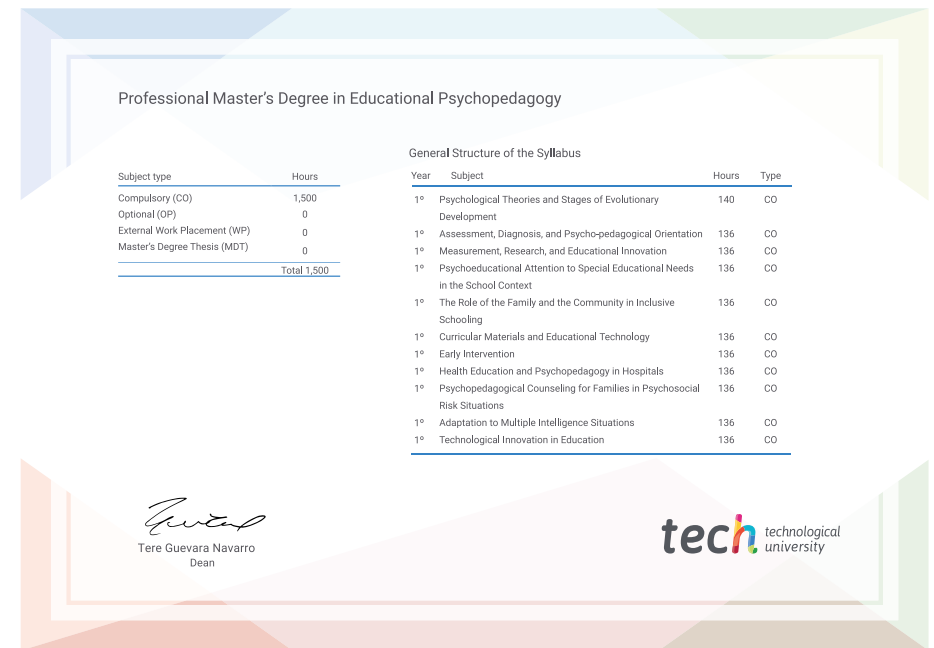 Professional Master's Degree in Educational Psychopedagogy
Subject type Hours
Compulsory (CO) 1,500
Optional (OP) 0
External Work Placement (WP) 0
Master's Degree Thesis (MDT) 0
Total 1,500
General Structure of the Syllabus
Year Subject Hours Type
1º Psychological Theories and Stages of Evolutionary 140 CO
Development
1º Assessment, Diagnosis, and Psycho-pedagogical Orientation 136 CO
1º Measurement, Research, and Educational Innovation 136 CO
1º Psychoeducational Attention to Special Educational Needs 136 CO
in the School Context
1º The Role of the Family and the Community in Inclusive 136 CO
Schooling
1º Curricular Materials and Educational Technology 136 CO
1º Early Intervention 136 CO
1º Health Education and Psychopedagogy in Hospitals 136 CO
1º Psychopedagogical Counseling for Families in Psychosocial 136 CO
Risk Situations
1º Adaptation to Multiple Intelligence Situations 136 CO
1º Technological Innovation in Education 136 CO
Tere Guevara Navarro
Dean
tech technological
university